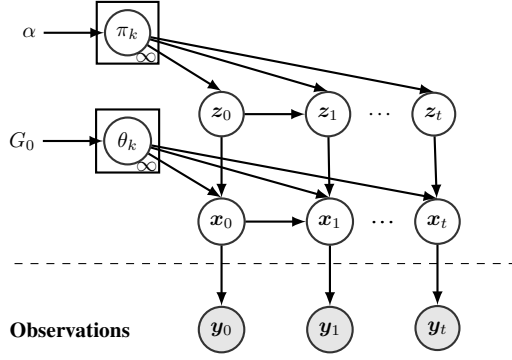 α π_k ∞
z_0 z_1 ... z_t
G_0 θ_k ∞
x_0 x_1 ... x_t
Observations y_0 y_1 y_t